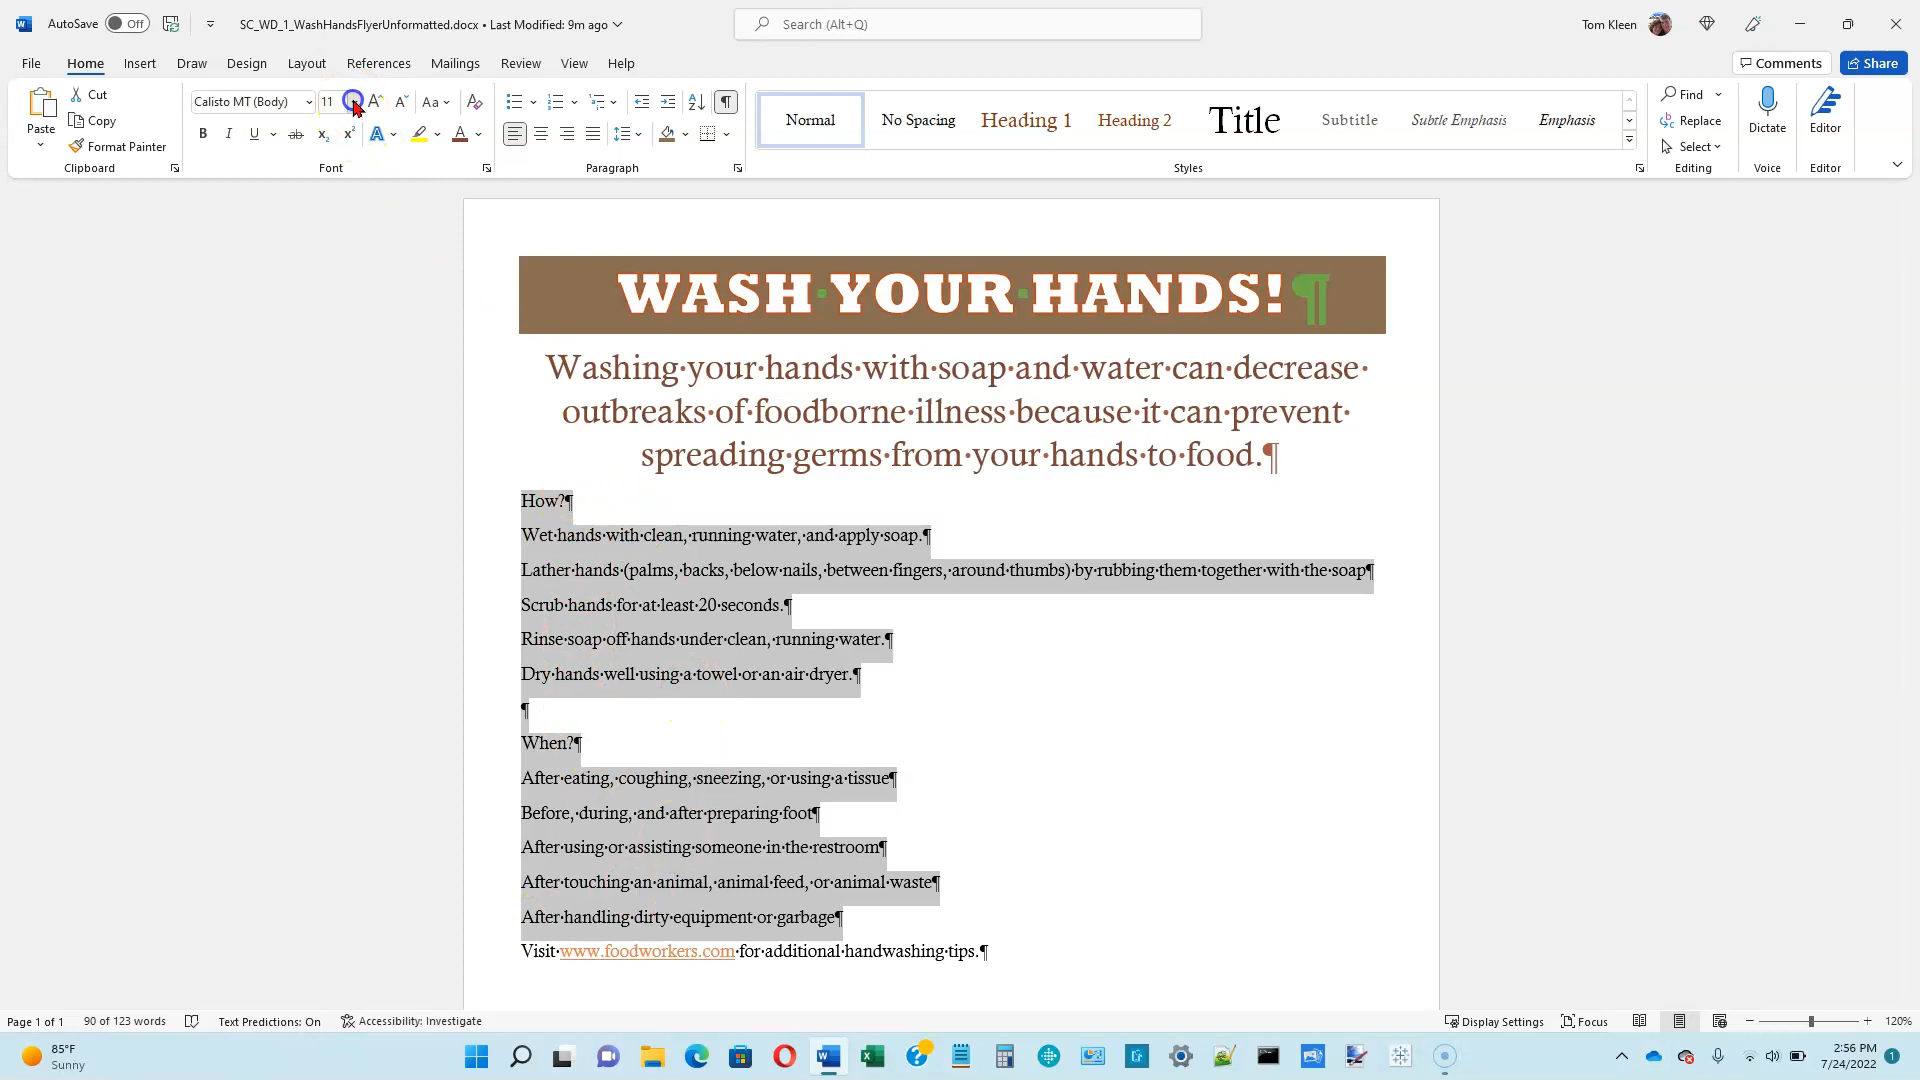 AutoSave Off SC_WD_1_WashHandsFlyerUnformatted.docx • Last Modified: 9m ago Search (Alt+Q) Tom Kleen
File Home Insert Draw Design Layout References Mailings Review View Help Comments Share
Calisto MT (Body) 11 Aa
Cut
Copy
Format Painter
Paste
Clipboard
B I U ab x₂ x² A A
Font
Paragraph
Normal No Spacing Heading 1 Heading 2 Title Subtitle Subtle Emphasis Emphasis
Styles
Find
Replace
Select
Editing
Dictate
Voice
Editor
Editor
WASH·YOUR·HANDS!¶
Washing·your·hands·with·soap·and·water·can·decrease·
outbreaks·of·foodborne·illness·because·it·can·prevent·
spreading·germs·from·your·hands·to·food.¶
How?¶
Wet·hands·with·clean,·running·water,·and·apply·soap.¶
Lather·hands·(palms,·backs,·below·nails,·between·fingers,·around·thumbs)·by·rubbing·them·together·with·the·soap¶
Scrub·hands·for·at·least·20·seconds.¶
Rinse·soap·off·hands·under·clean,·running·water.¶
Dry·hands·well·using·a·towel·or·an·air·dryer.¶
¶
When?¶
After·eating,·coughing,·sneezing,·or·using·a·tissue¶
Before,·during,·and·after·preparing·foot¶
After·using·or·assisting·someone·in·the·restroom¶
After·touching·an·animal,·animal·feed,·or·animal·waste¶
After·handling·dirty·equipment·or·garbage¶
Visit·www.foodworkers.com·for·additional·handwashing·tips.¶
Page 1 of 1 90 of 123 words Text Predictions: On Accessibility: Investigate Display Settings Focus 120%
85°F
Sunny
2:56 PM
7/24/2022
1